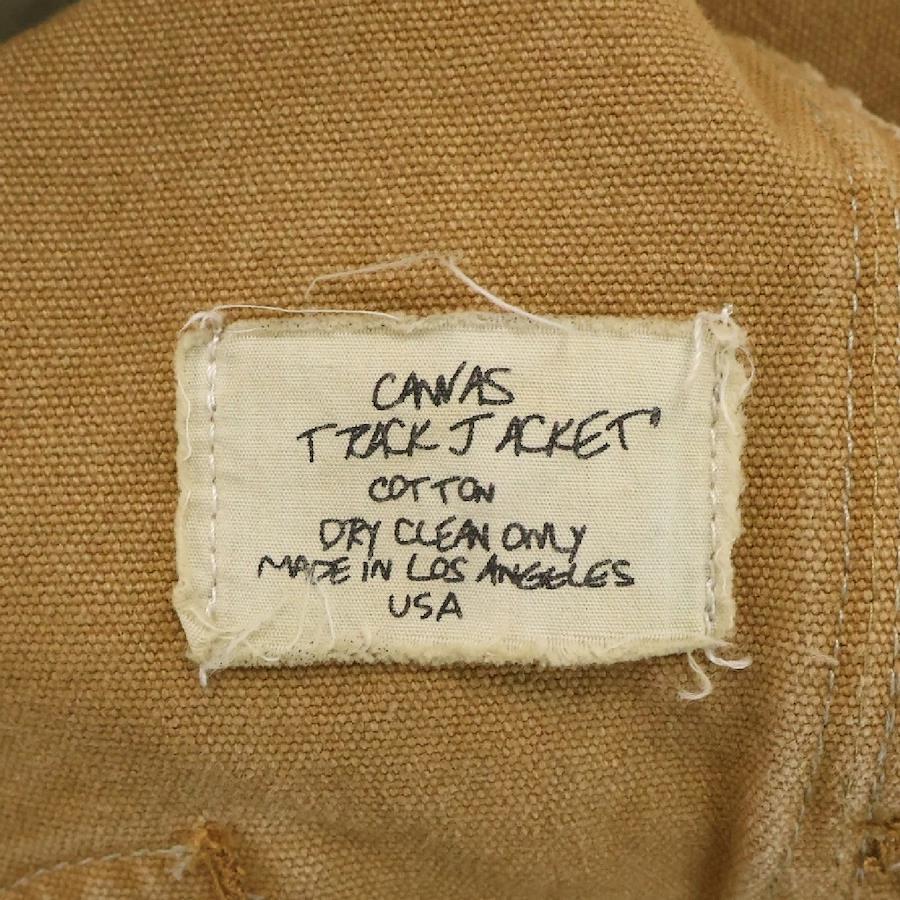 CANVAS
TRACK JACKET"
COTTON
DRY CLEAN ONLY
MADE IN LOS ANGELES
USA